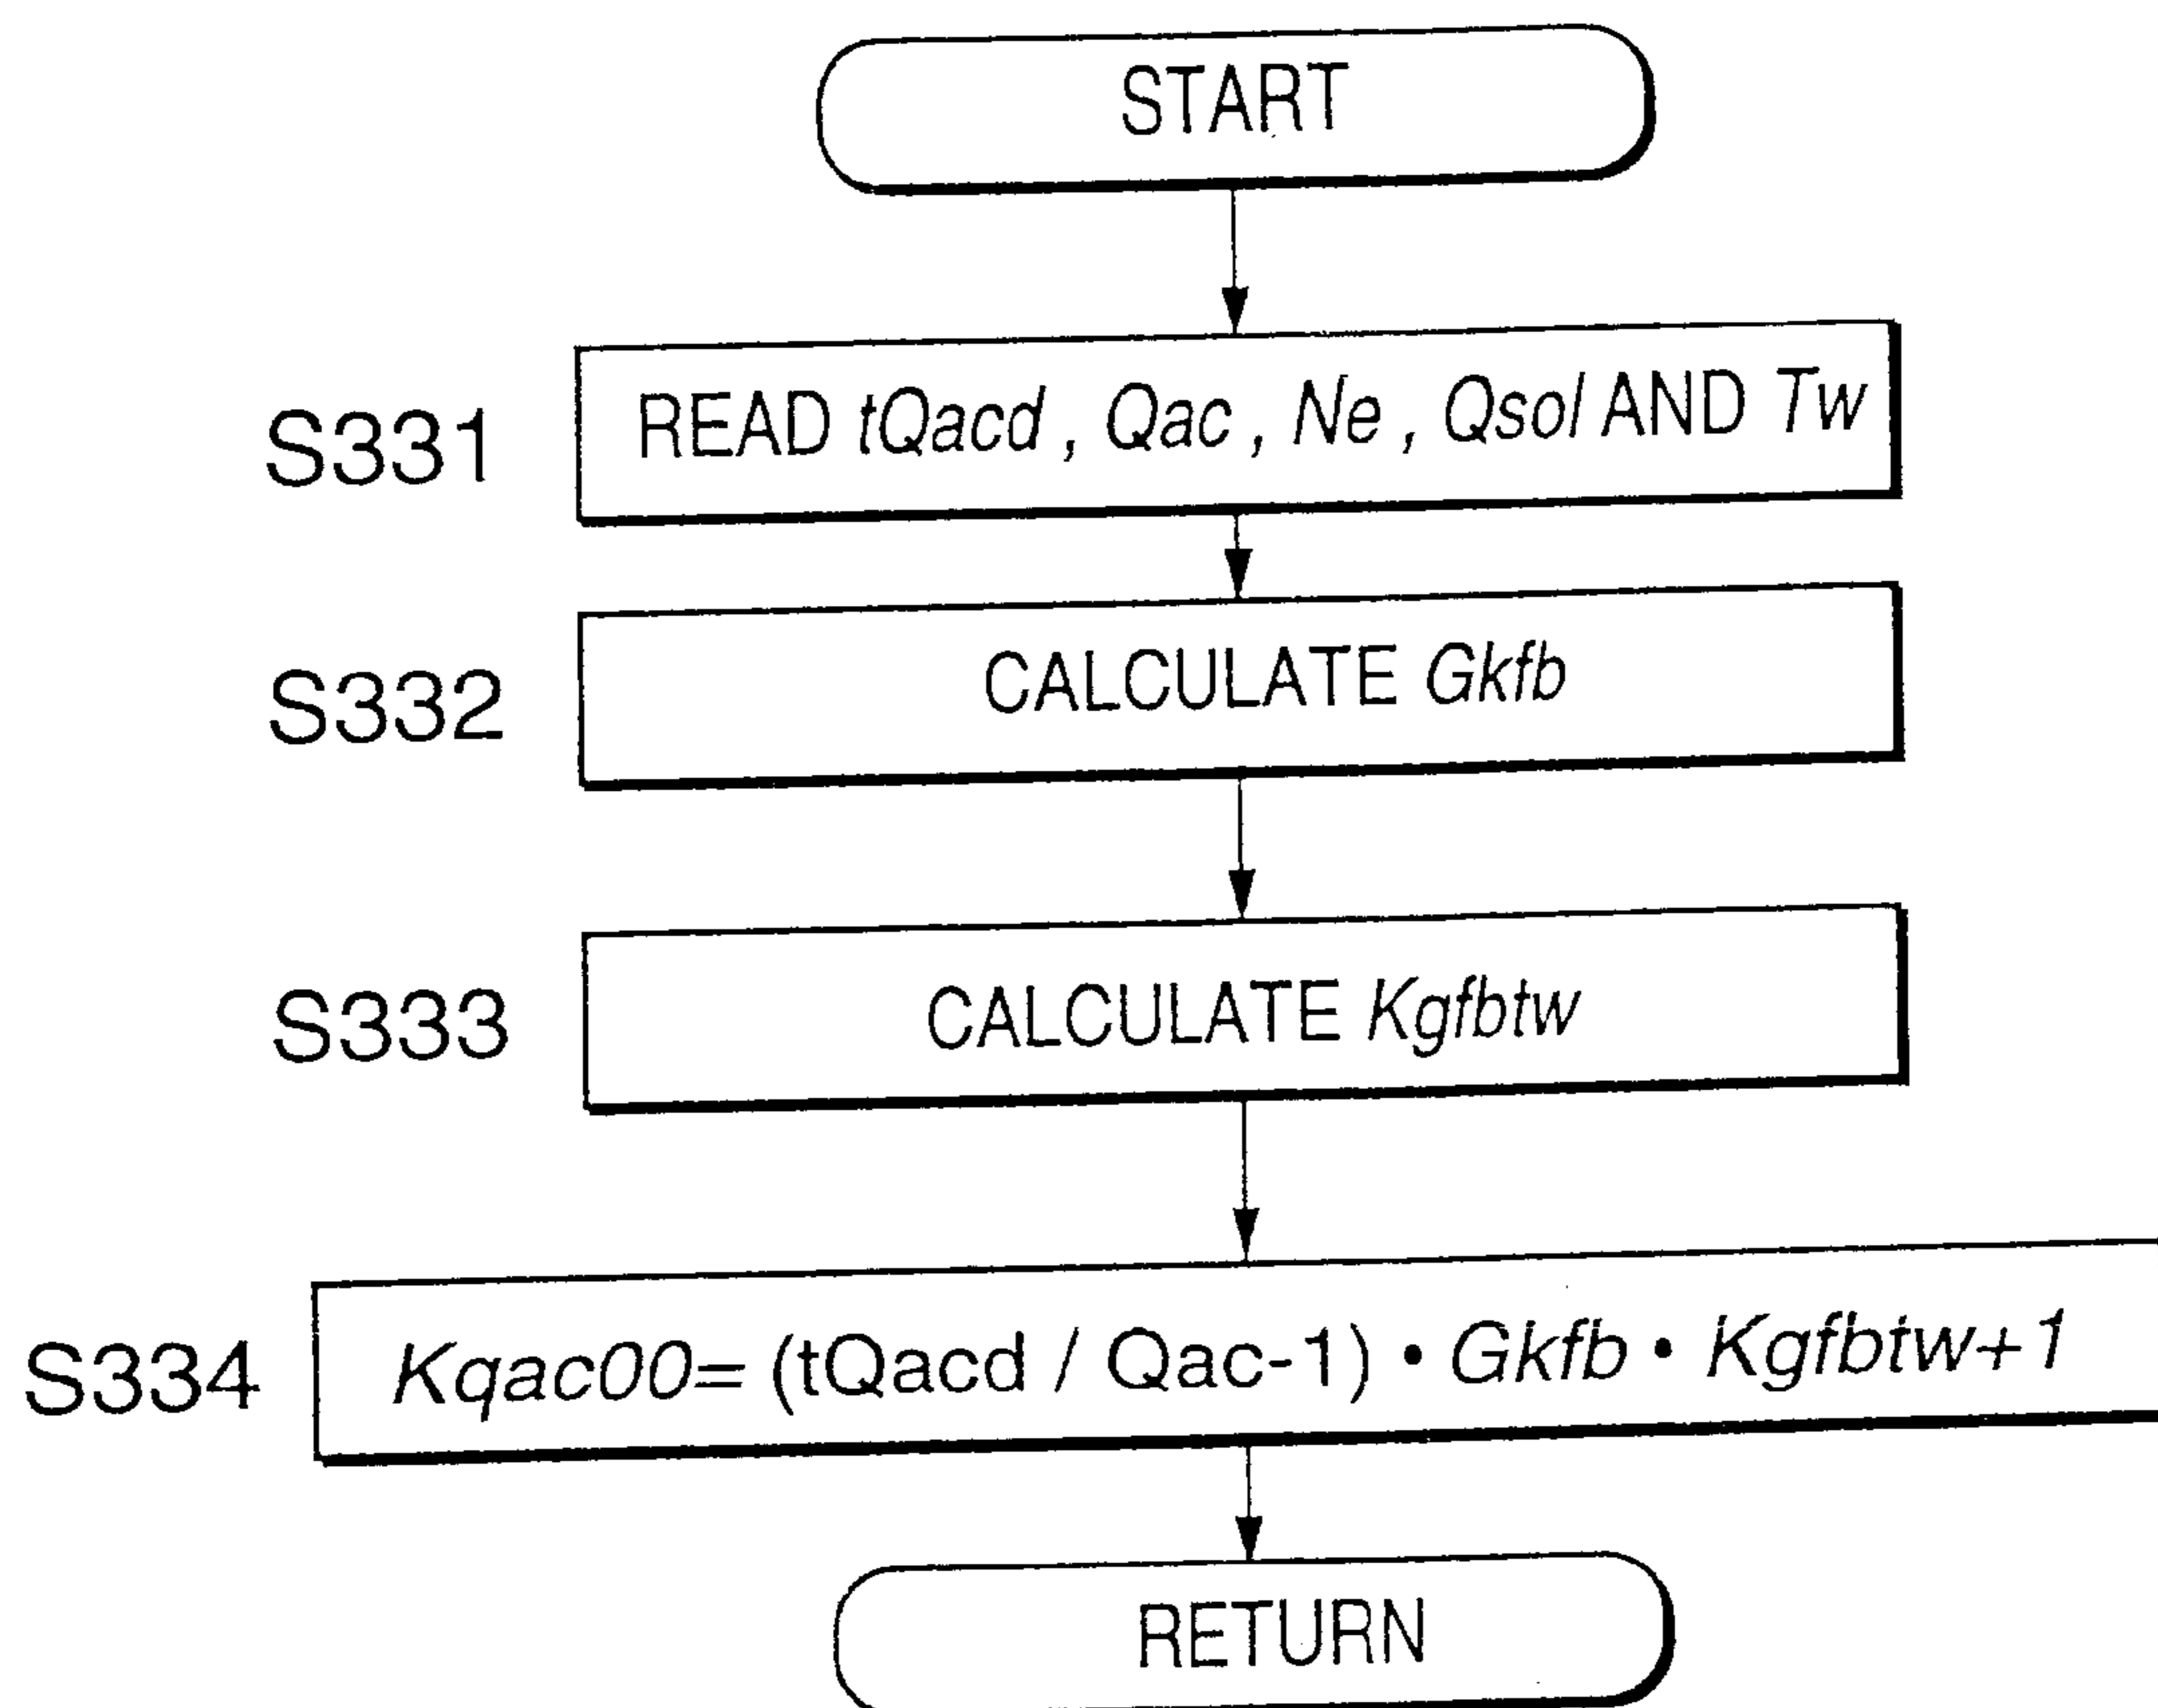 START
S331 READ tQacd, Qac, Ne, Qsol AND Tw
S332 CALCULATE Gkfb
S333 CALCULATE Kgfbtw
S334 Kqac00= (tQacd / Qac-1) • Gkfb • Kgfbtw+1
RETURN